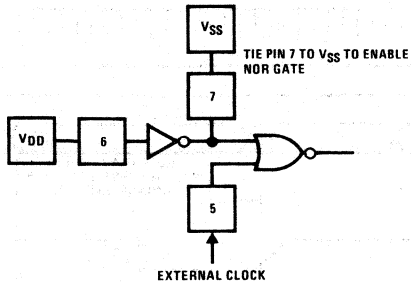 VSS
TIE PIN 7 TO VSS TO ENABLE
NOR GATE
7
VDD
6
5
EXTERNAL CLOCK